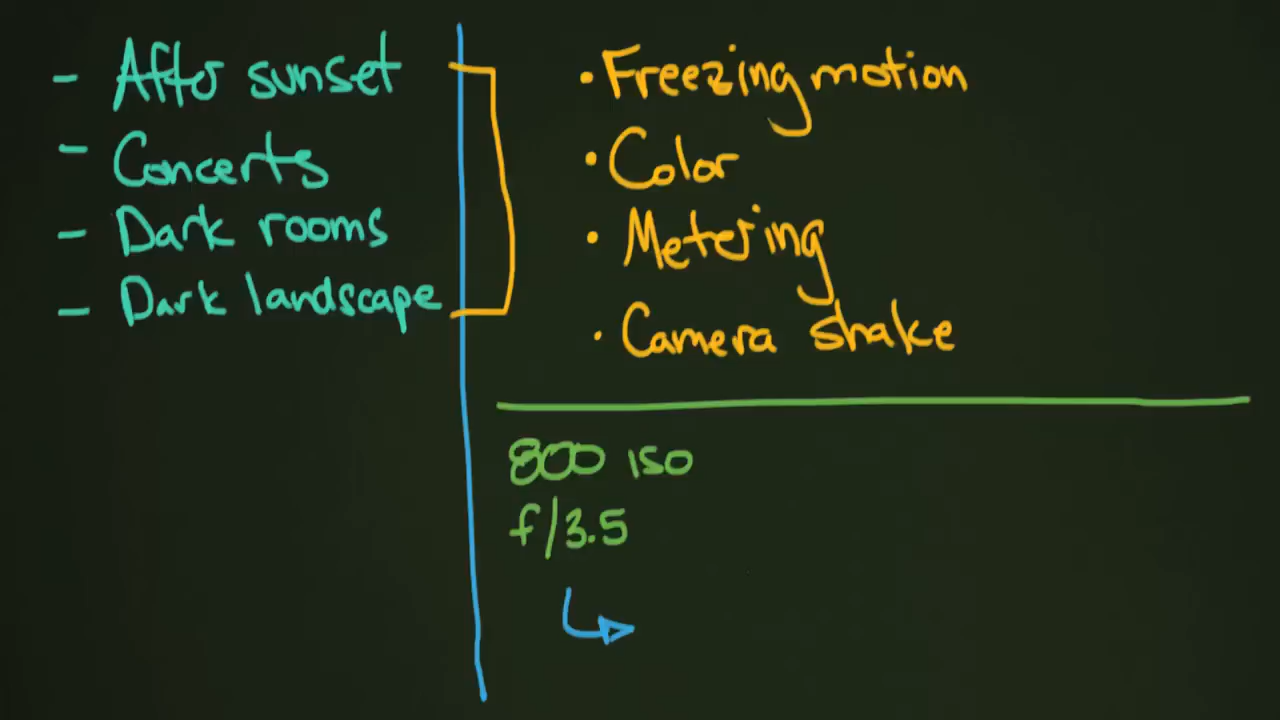 - After sunset
- Concerts
- Dark rooms
- Dark landscape
• Freezing motion
• Color
• Metering
• Camera shake
800 ISO
f/3.5